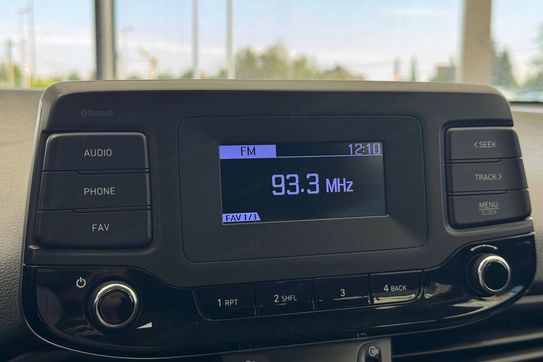 Bluetooth
AUDIO
PHONE
FAV
FM 12:10
93.3 MHz
FAV 1/3
< SEEK
TRACK >
MENU
CLOCK
1 RPT
2 SHFL
3
4 BACK